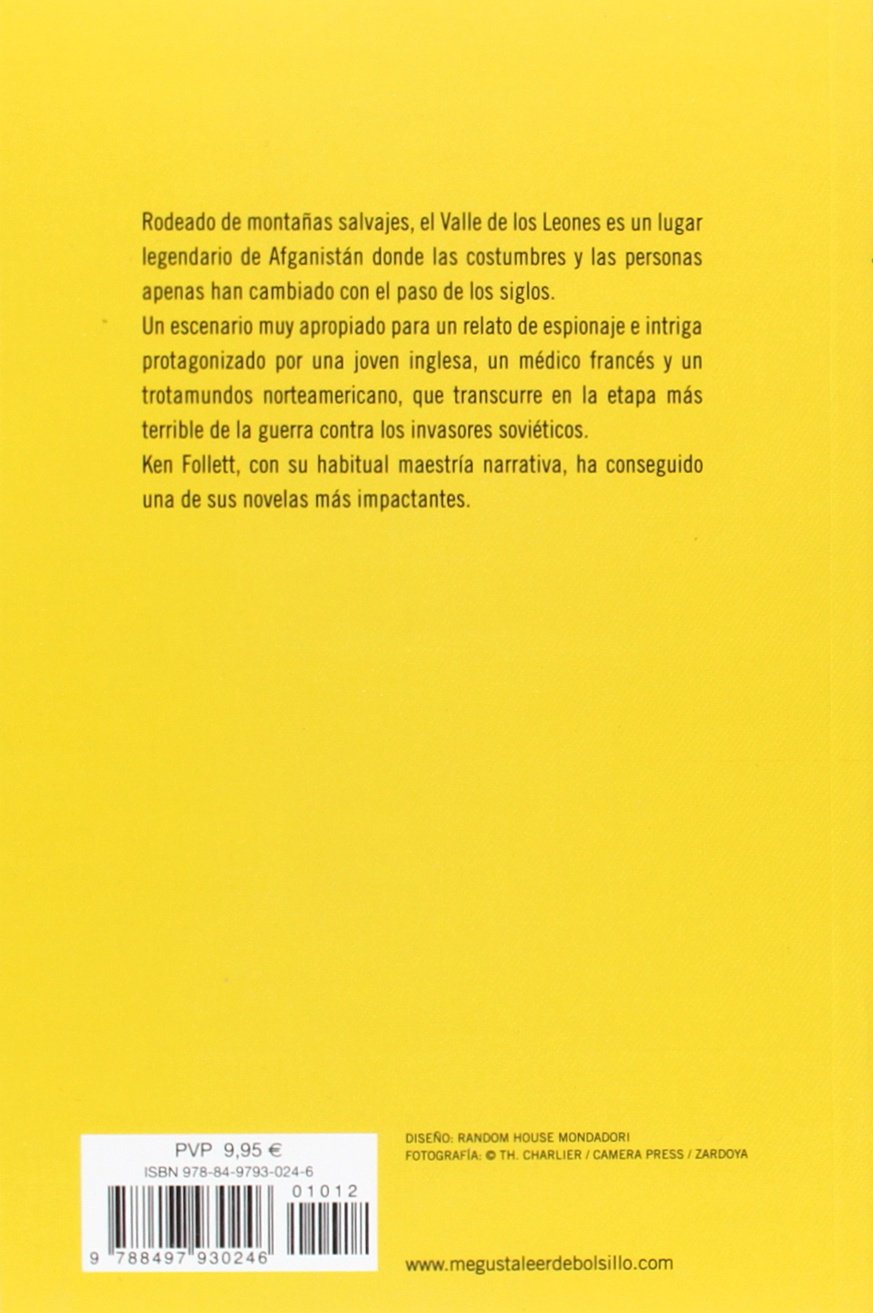 Rodeado de montañas salvajes, el Valle de los Leones es un lugar
legendario de Afganistán donde las costumbres y las personas
apenas han cambiado con el paso de los siglos.
Un escenario muy apropiado para un relato de espionaje e intriga
protagonizado por una joven inglesa, un médico francés y un
trotamundos norteamericano, que transcurre en la etapa más
terrible de la guerra contra los invasores soviéticos.
Ken Follett, con su habitual maestría narrativa, ha conseguido
una de sus novelas más impactantes.
PVP 9,95 €
ISBN 978-84-9793-024-6
01012
9 788497 930246
DISEÑO: RANDOM HOUSE MONDADORI
FOTOGRAFÍA: © TH. CHARLIER / CAMERA PRESS / ZARDOYA
www.megustaleerdebolsillo.com